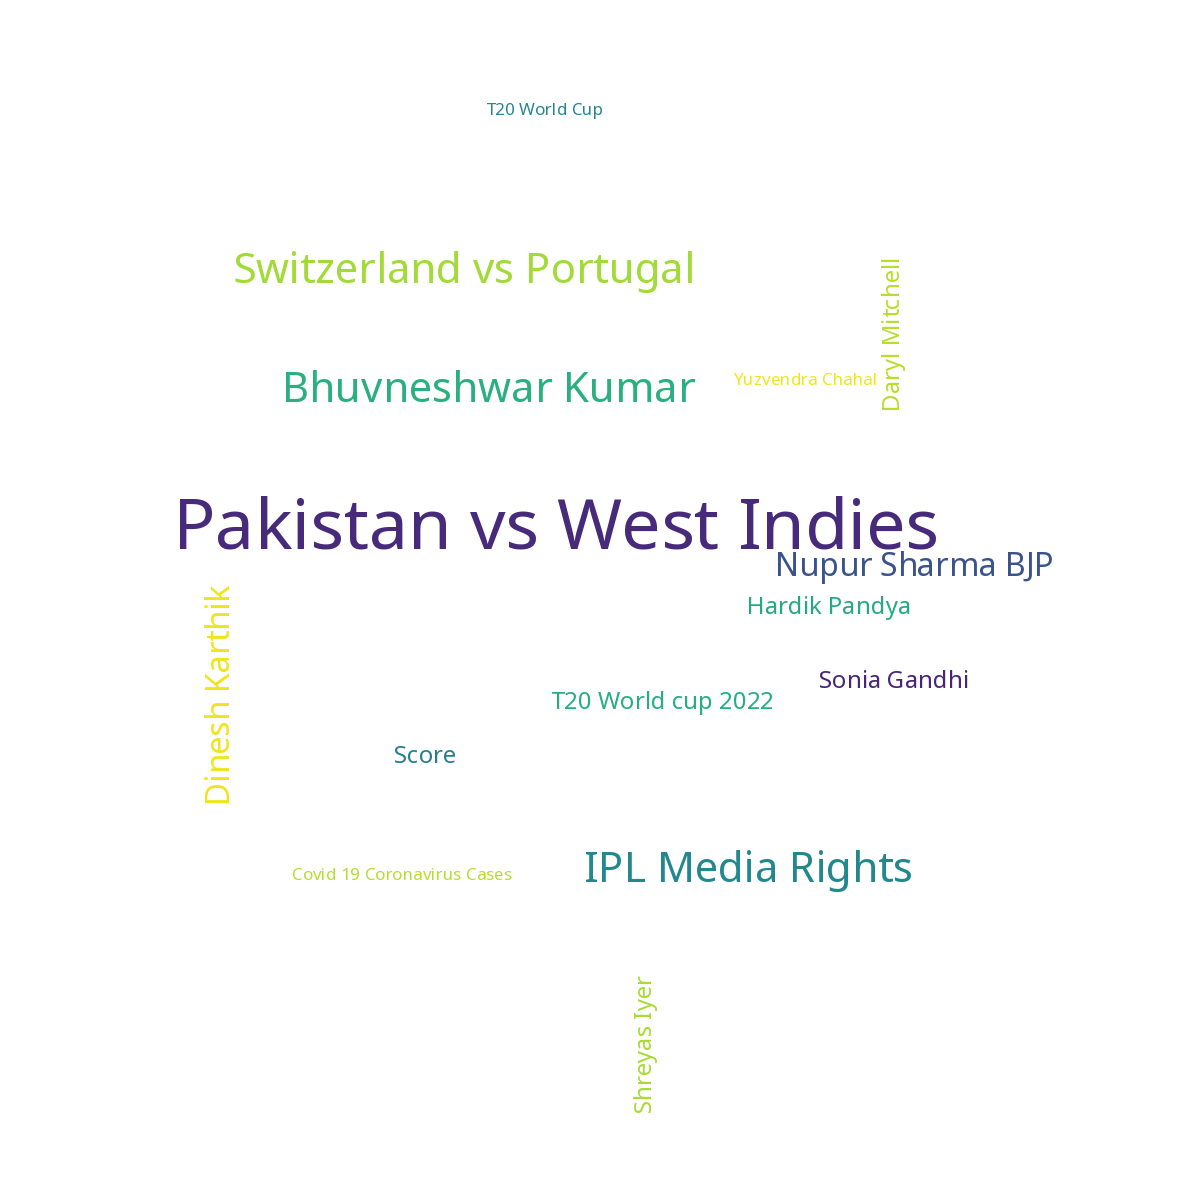 T20 World Cup
Switzerland vs Portugal
Daryl Mitchell
Bhuvneshwar Kumar
Yuzvendra Chahal
Pakistan vs West Indies
Nupur Sharma BJP
Hardik Pandya
Dinesh Karthik
Sonia Gandhi
T20 World cup 2022
Score
IPL Media Rights
Covid 19 Coronavirus Cases
Shreyas Iyer